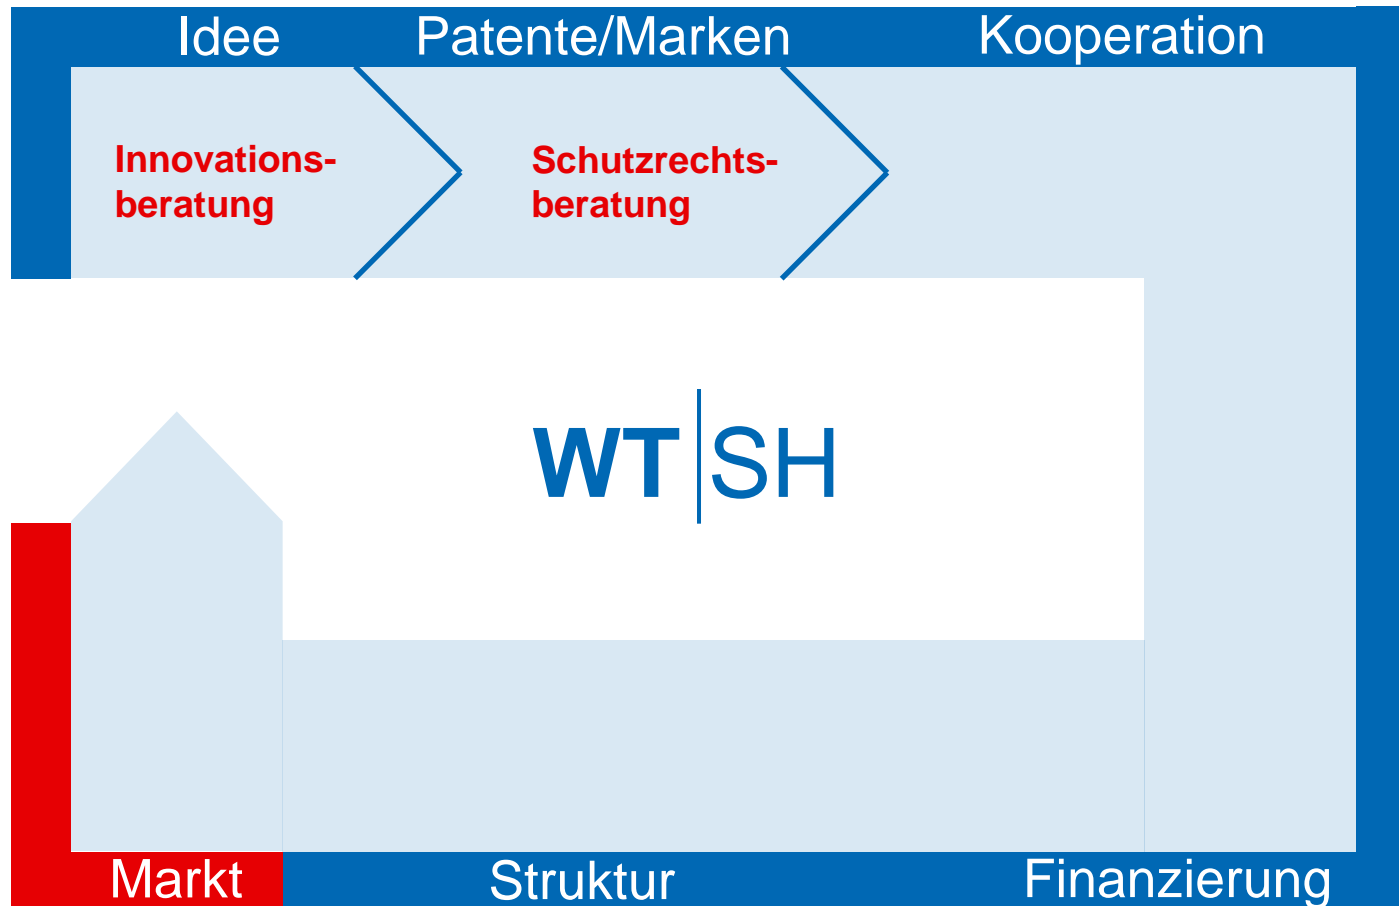 Idee Patente/Marken Kooperation
Innovations-
beratung
Schutzrechts-
beratung
WT|SH
Markt Struktur Finanzierung